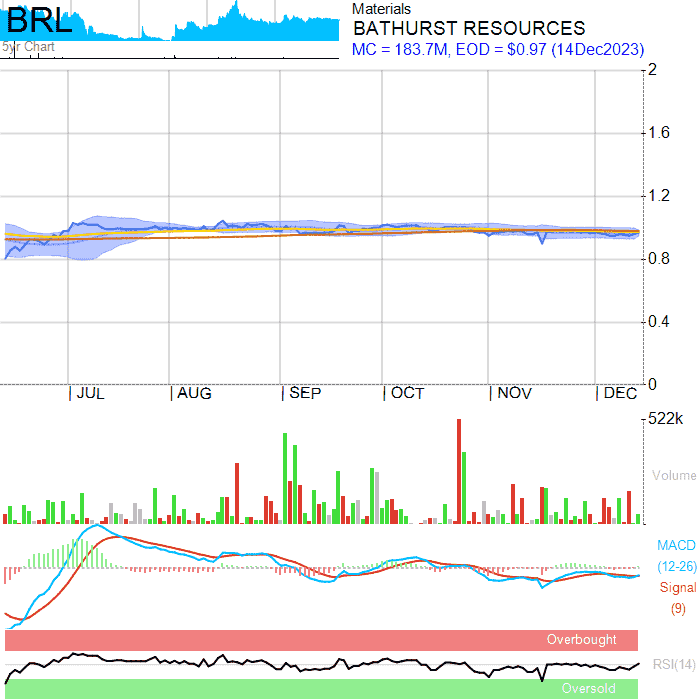 BRL
5yr Chart
Materials
BATHURST RESOURCES
MC = 183.7M, EOD = $0.97 (14Dec2023)
2
1.6
1.2
0.8
0.4
0
JUL
AUG
SEP
OCT
NOV
DEC
522k
Volume
MACD
(12-26)
Signal
(9)
Overbought
RSI(14)
Oversold